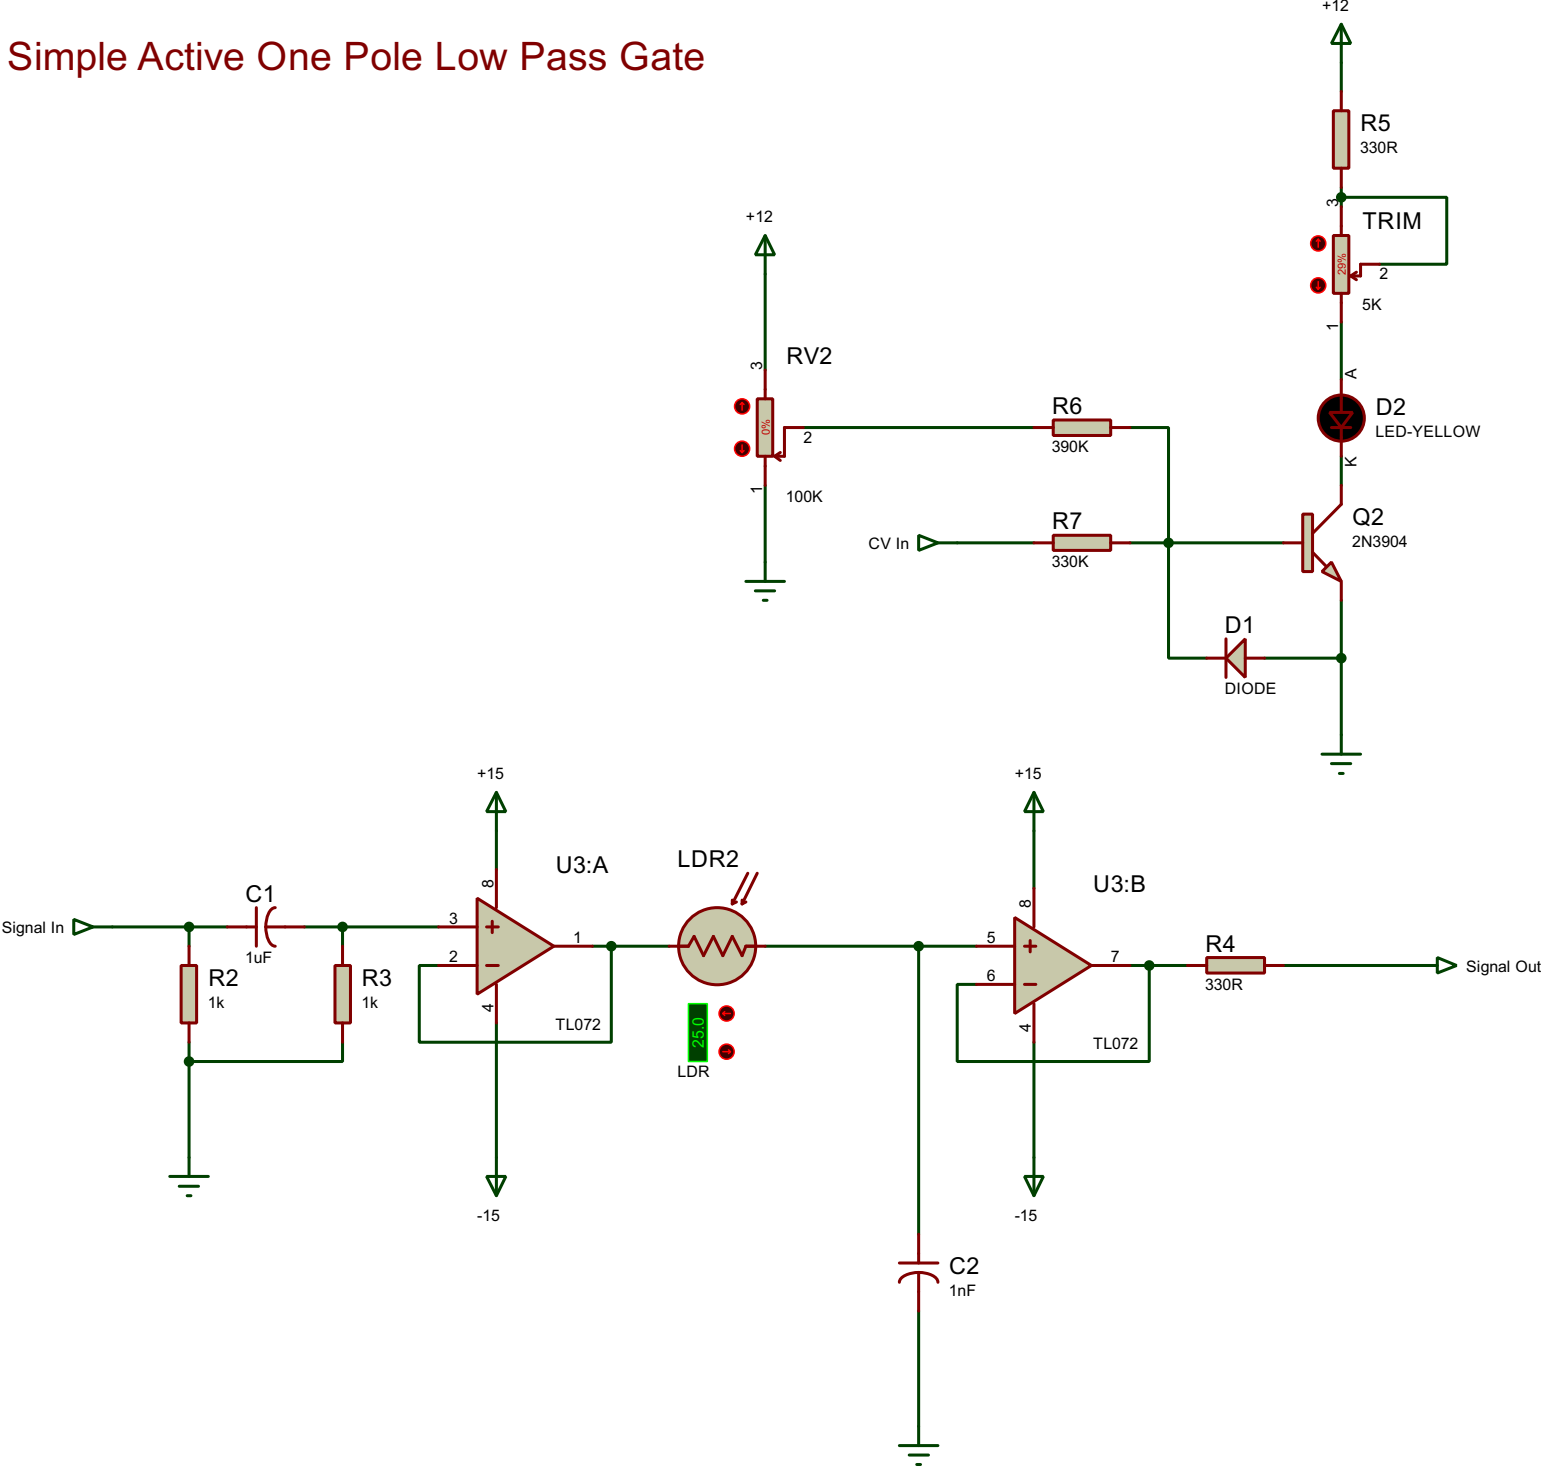 +12
Simple Active One Pole Low Pass Gate
R5
330R
3
TRIM
29%
2
5K
1
+12
RV2
3
0%
2
1
100K
A
D2
LED-YELLOW
K
R6
390K
R7
330K
CV In
Q2
2N3904
D1
DIODE
+15
+15
U3:A
LDR2
U3:B
8
8
C1
Signal In
1uF
3
2
1
4
TL072
R2
1k
R3
1k
25.0
LDR
5
6
7
4
TL072
R4
330R
Signal Out
-15
-15
C2
1nF